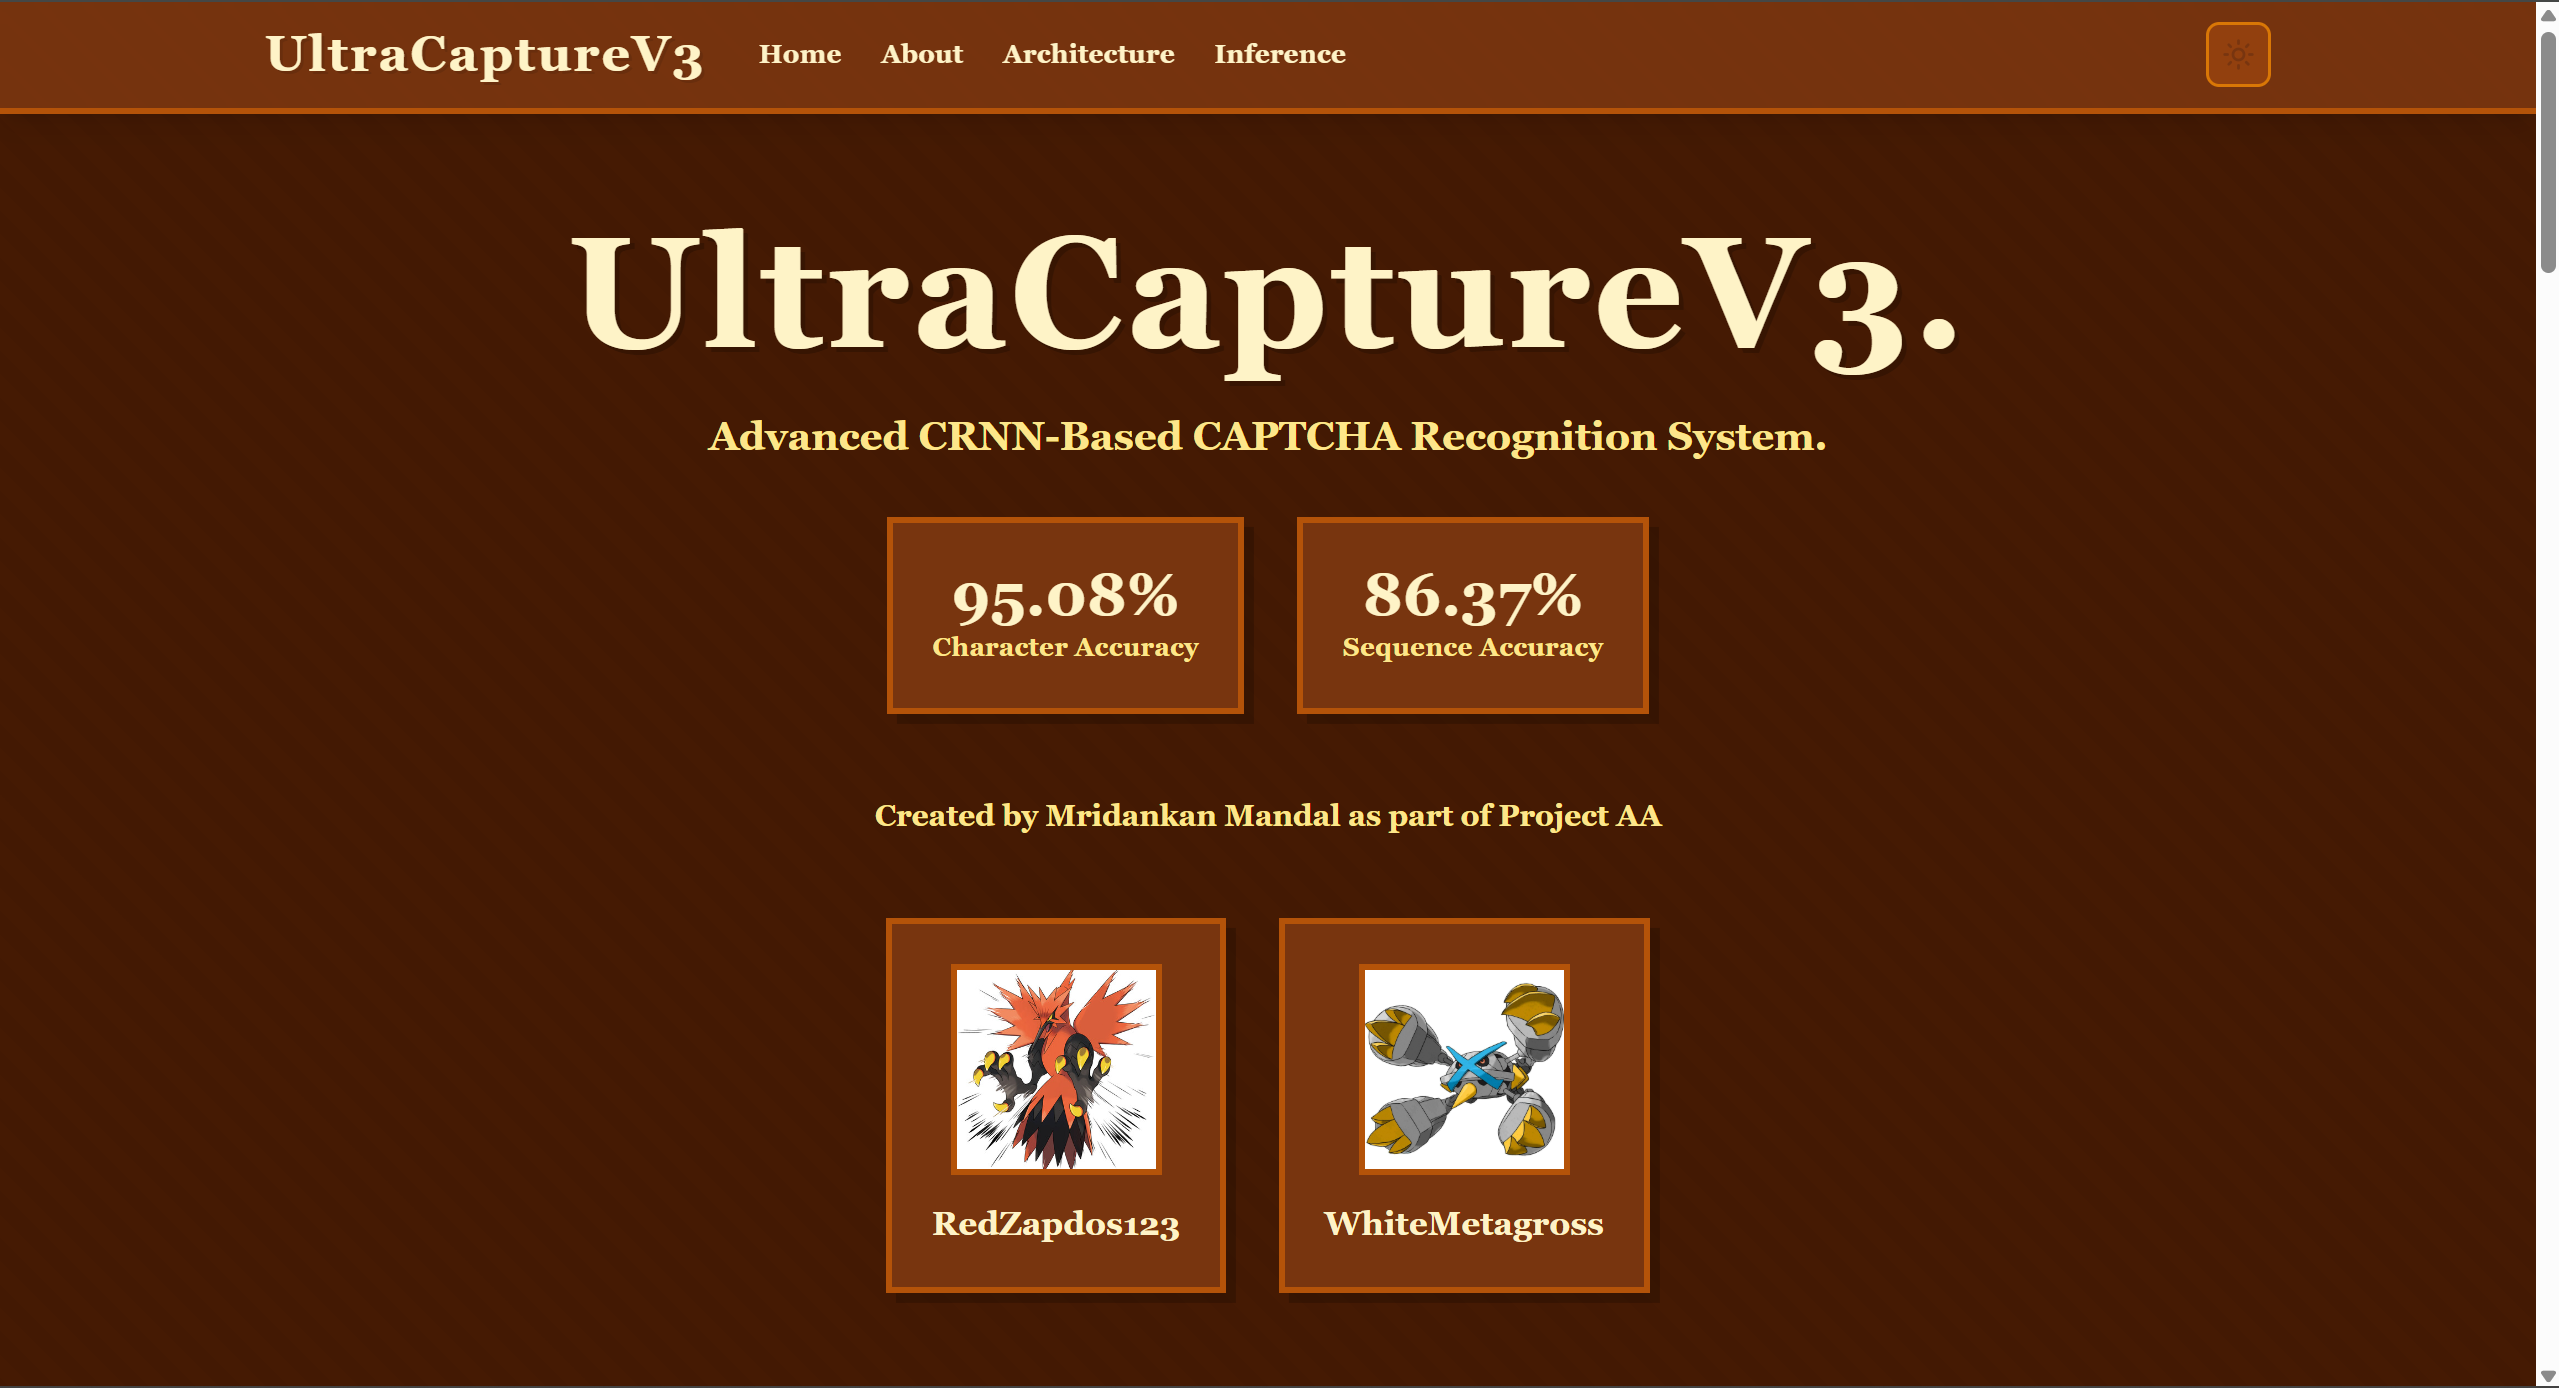 UltraCaptureV3 Home About Architecture Inference
UltraCaptureV3.
Advanced CRNN-Based CAPTCHA Recognition System.
95.08% 86.37%
Character Accuracy Sequence Accuracy
Created by Mridankan Mandal as part of Project AA
RedZapdos123 WhiteMetagross